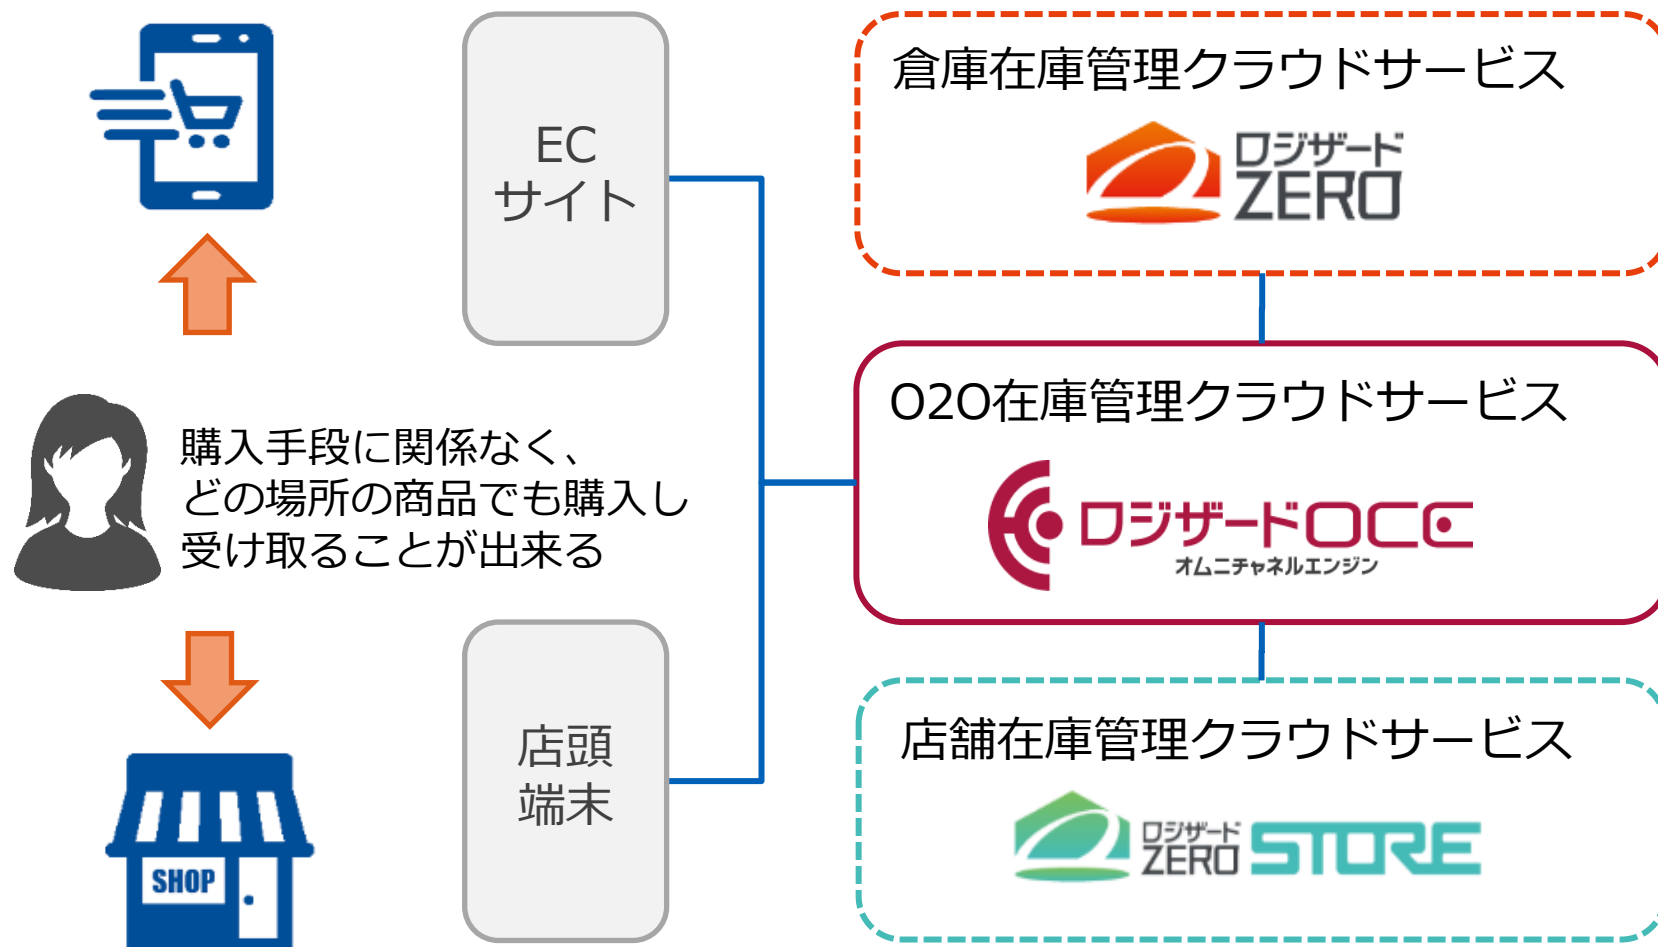 EC
サイト
購入手段に関係なく、
どの場所の商品でも購入し
受け取ることが出来る
SHOP
店頭
端末
倉庫在庫管理クラウドサービス
ロジザード
ZERO
O2O在庫管理クラウドサービス
ロジザードOCE
オムニチャネルエンジン
店舗在庫管理クラウドサービス
ロジザード
ZERO STORE